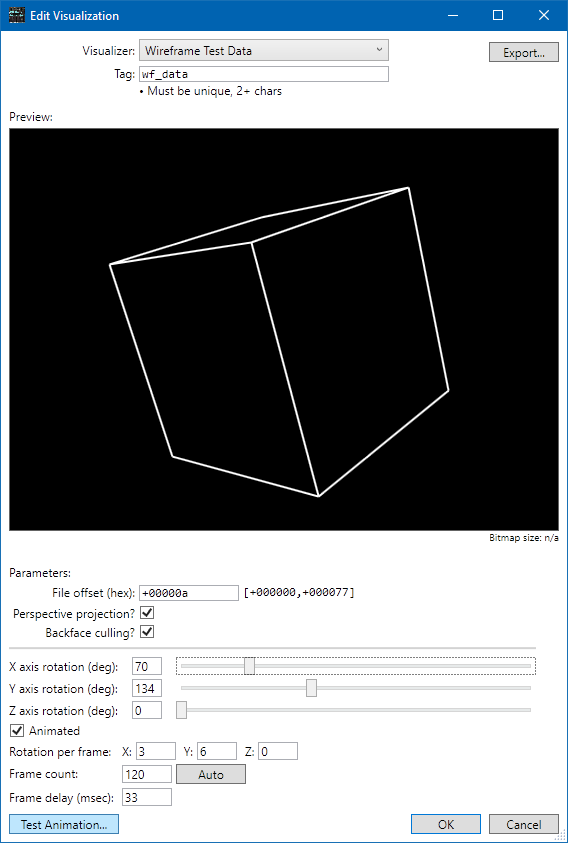 Edit Visualization
Visualizer: Wireframe Test Data
Export...
Tag: wf_data
• Must be unique, 2+ chars
Preview:
Bitmap size: n/a
Parameters:
File offset (hex): +00000a [+000000,+000077]
Perspective projection?
Backface culling?
X axis rotation (deg): 70
Y axis rotation (deg): 134
Z axis rotation (deg): 0
Animated
Rotation per frame: X: 3 Y: 6 Z: 0
Frame count: 120 Auto
Frame delay (msec): 33
Test Animation... OK Cancel